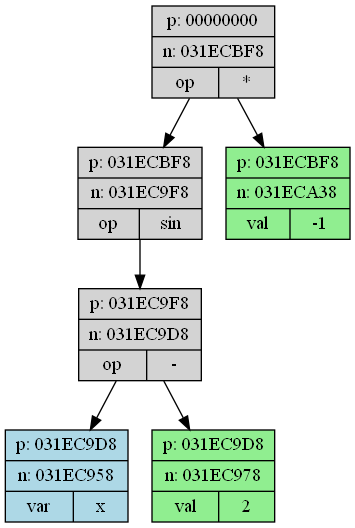 p: 00000000
n: 031ECBF8
op *
p: 031ECBF8
n: 031EC9F8
op sin
p: 031ECBF8
n: 031ECA38
val -1
p: 031EC9F8
n: 031EC9D8
op -
p: 031EC9D8
n: 031EC958
var x
p: 031EC9D8
n: 031EC978
val 2